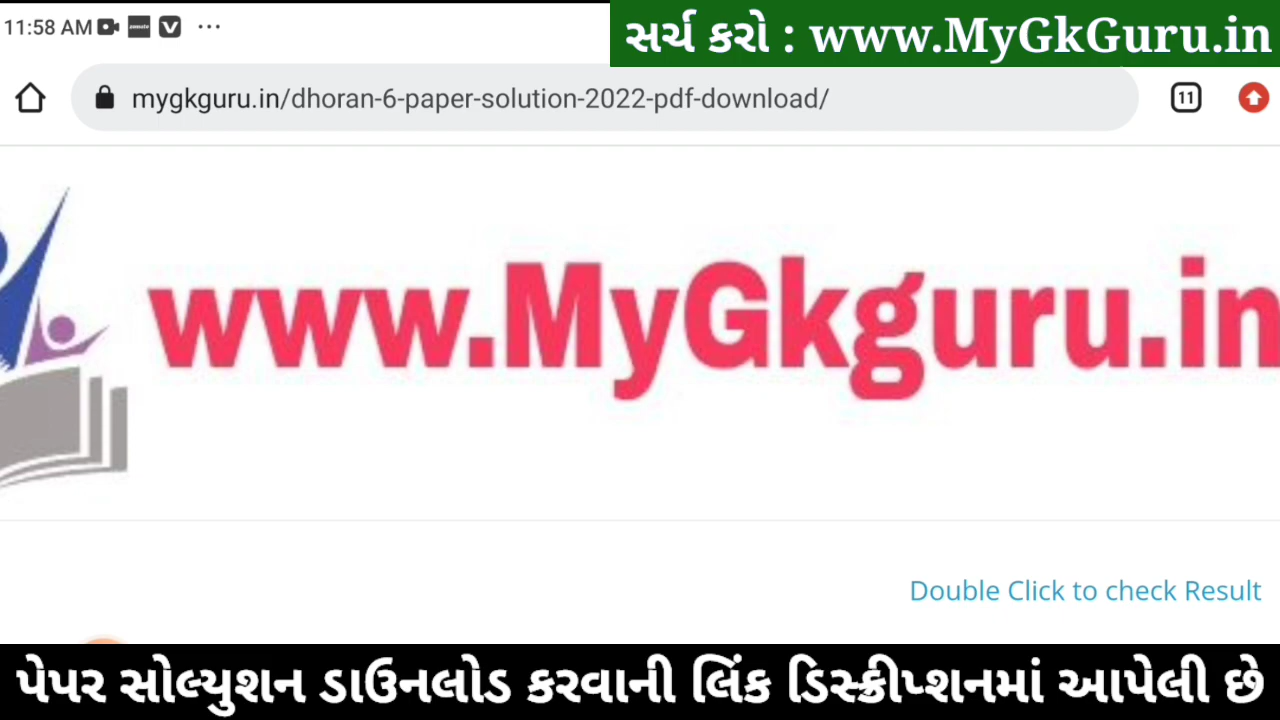 11:58 AM
સર્ચ કરો : www.MyGkGuru.in
mygkguru.in/dhoran-6-paper-solution-2022-pdf-download/
11
www.MyGkguru.in
Double Click to check Result
પેપર સોલ્યુશન ડાઉનલોડ કરવાની લિંક ડિસ્ક્રીપ્શનમાં આપેલી છે